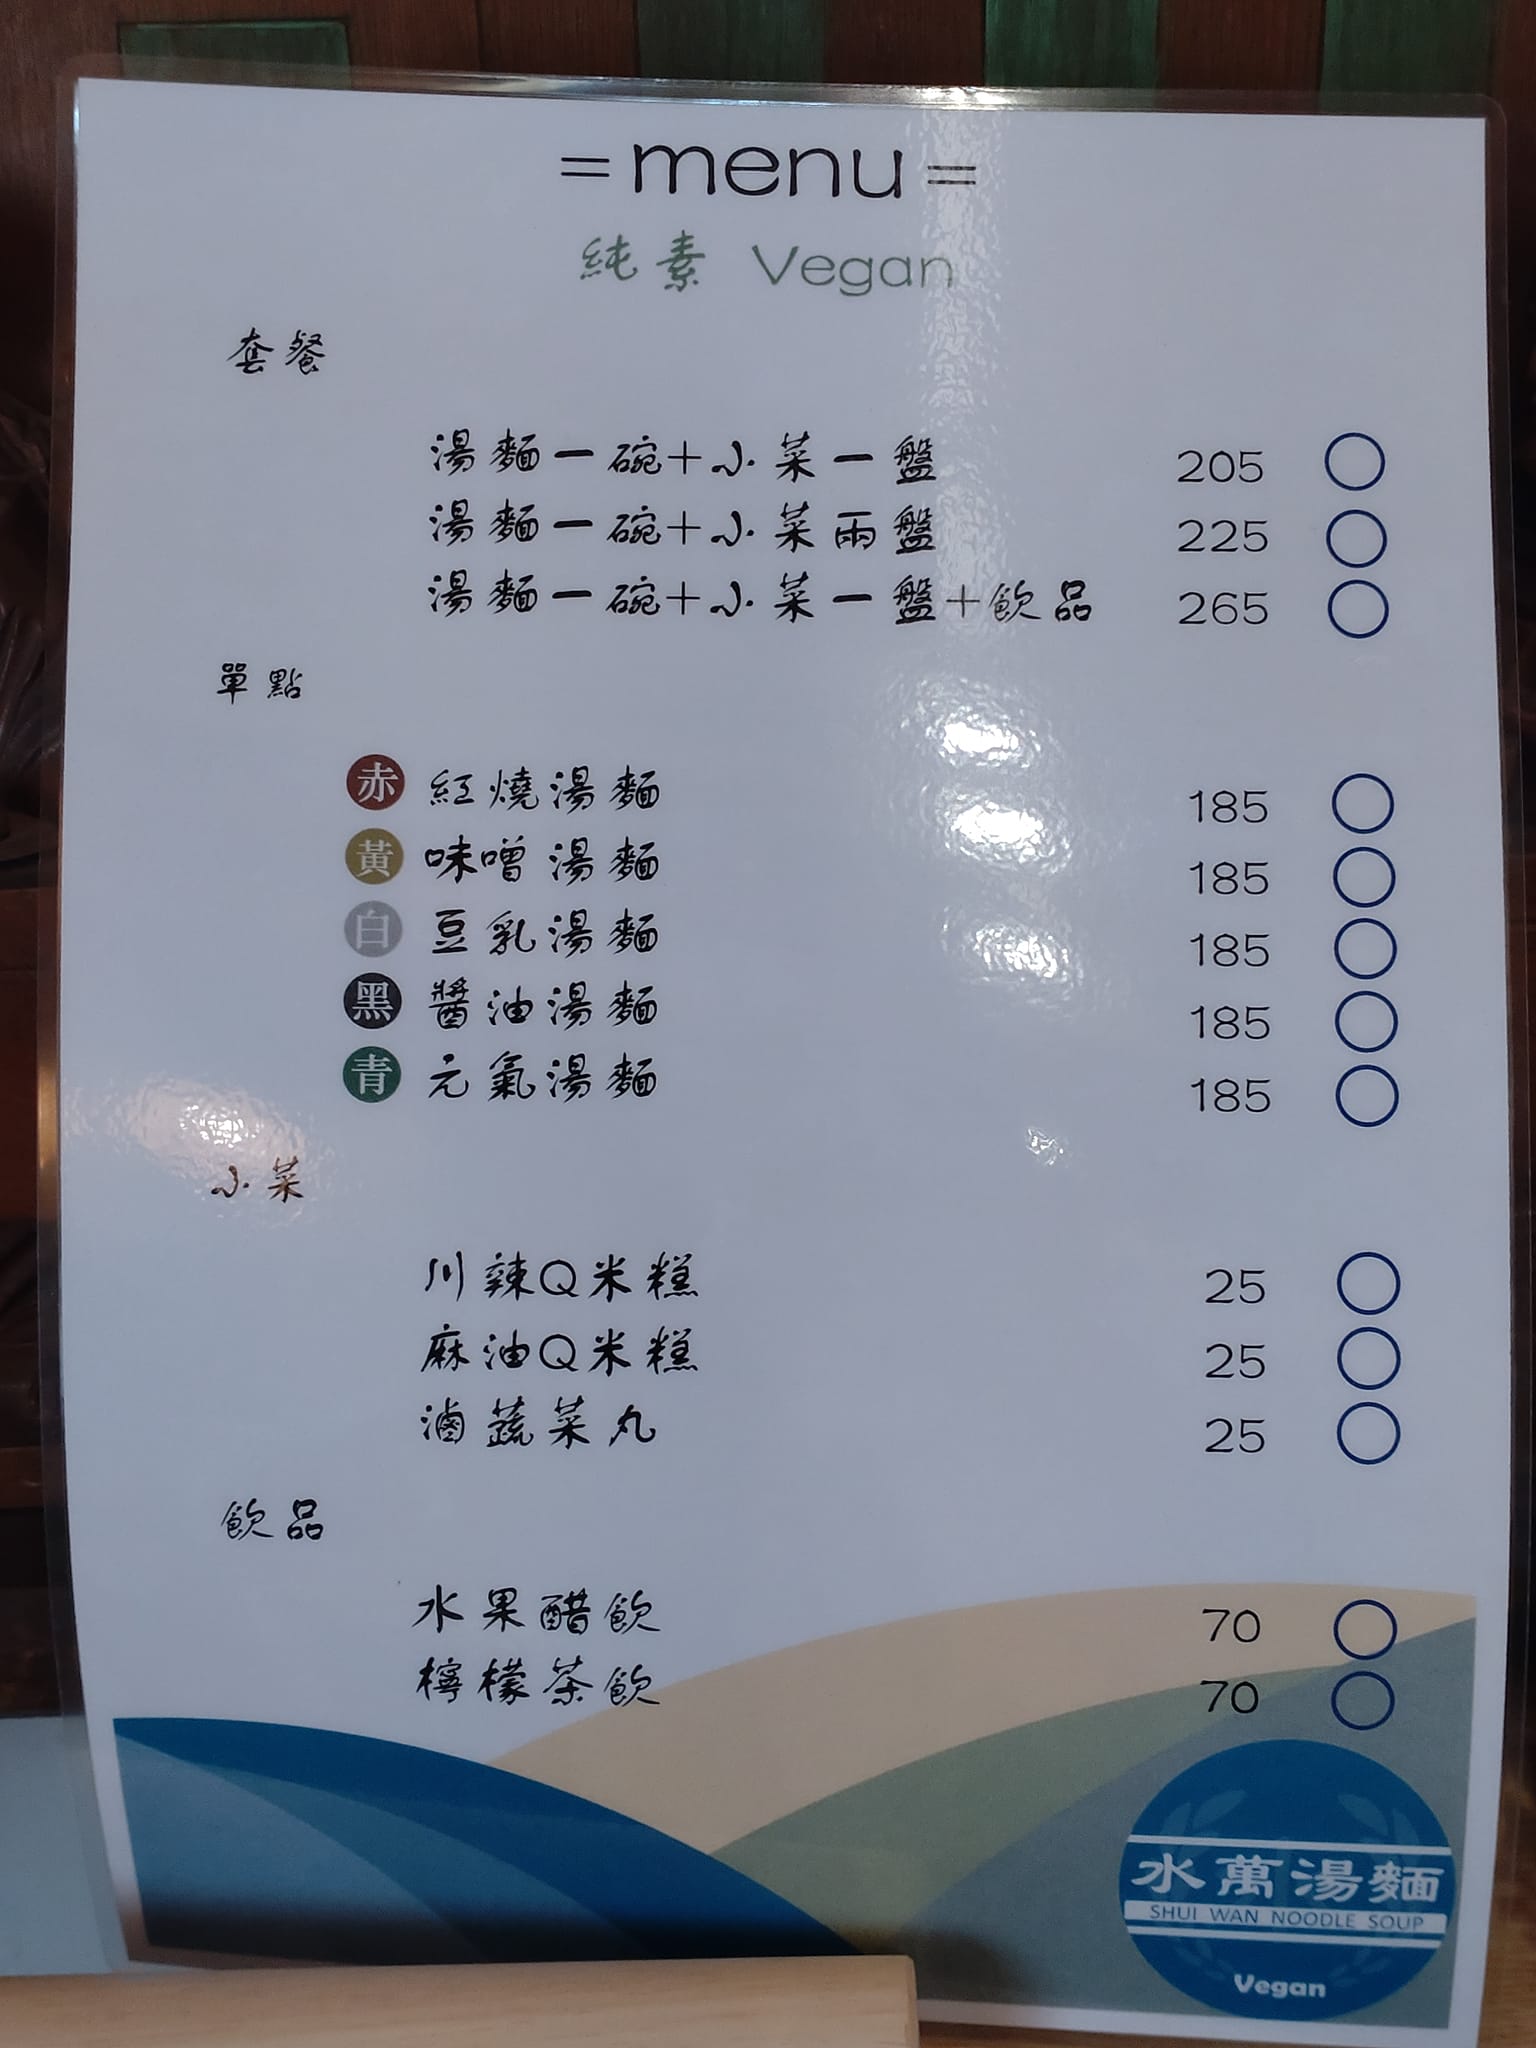 =menu=
純素 Vegan
套餐
湯麵一碗+小菜一盤 205
湯麵一碗+小菜兩盤 225
湯麵一碗+小菜一盤+飲品 265
單點
赤 紅燒湯麵 185
黃 味噌湯麵 185
白 豆乳湯麵 185
黑 醬油湯麵 185
青 元氣湯麵 185
小菜
川辣Q米糕 25
麻油Q米糕 25
滷蔬菜丸 25
飲品
水果醋飲 70
檸檬茶飲 70
水萬湯麵
SHUI WAN NOODLE SOUP
Vegan